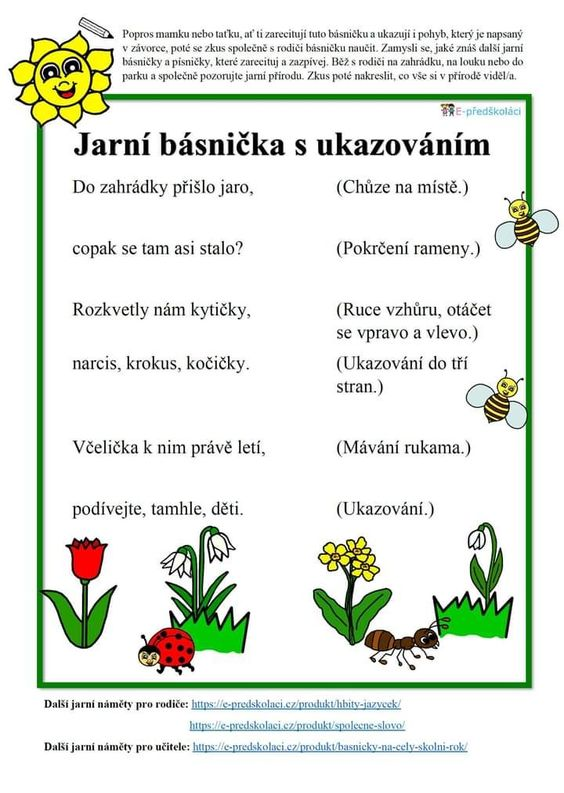 Popros mamku nebo taťku, ať ti zarecitují tuto básničku a ukazují i pohyb, který je napsaný
v závorce, poté se zkus společně s rodiči básničku naučit. Zamysli se, jaké znáš další jarní
básničky a písničky, které zarecituj a zazpívej. Běž s rodiči na zahrádku, na louku nebo do
parku a společně pozorujte jarní přírodu. Zkus poté nakreslit, co vše si v přírodě viděl/a.
E-předškoláci
Jarní básnička s ukazováním
Do zahrádky přišlo jaro, (Chůze na místě.)
copak se tam asi stalo? (Pokrčení rameny.)
Rozkvetly nám kytičky, (Ruce vzhůru, otáčet
se vpravo a vlevo.)
narcis, krokus, kočičky. (Ukazování do tří
stran.)
Včelička k nim právě letí, (Mávání rukama.)
podívejte, tamhle, děti. (Ukazování.)
Další jarní náměty pro rodiče: https://e-predskolaci.cz/produkt/hbity-jazycek/
https://e-predskolaci.cz/produkt/spolecne-slovo/
Další jarní náměty pro učitele: https://e-predskolaci.cz/produkt/basnicky-na-cely-skolni-rok/